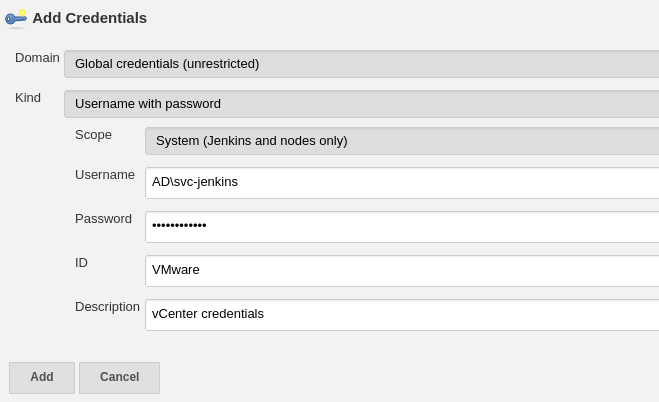 Add Credentials
Domain Global credentials (unrestricted)
Kind Username with password
Scope System (Jenkins and nodes only)
Username AD\svc-jenkins
Password ••••••••••••
ID VMware
Description vCenter credentials
Add Cancel